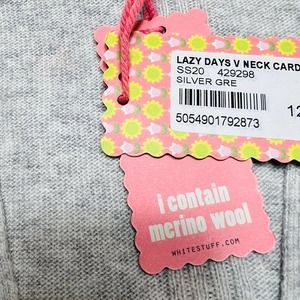 LAZY DAYS V NECK CARD
SS20 429298
SILVER GRE
12
5054901792873
i contain
merino wool
WHITESTUFF.COM